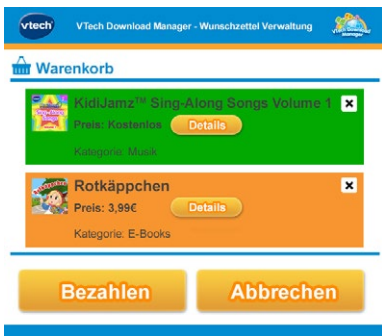 vtech
VTech Download Manager - Wunschzettel Verwaltung
Warenkorb
KidiJamz™ Sing-Along Songs Volume 1
Preis: Kostenlos
Details
Kategorie: Musik
Rotkäppchen
Preis: 3,99€
Details
Kategorie: E-Books
Bezahlen
Abbrechen